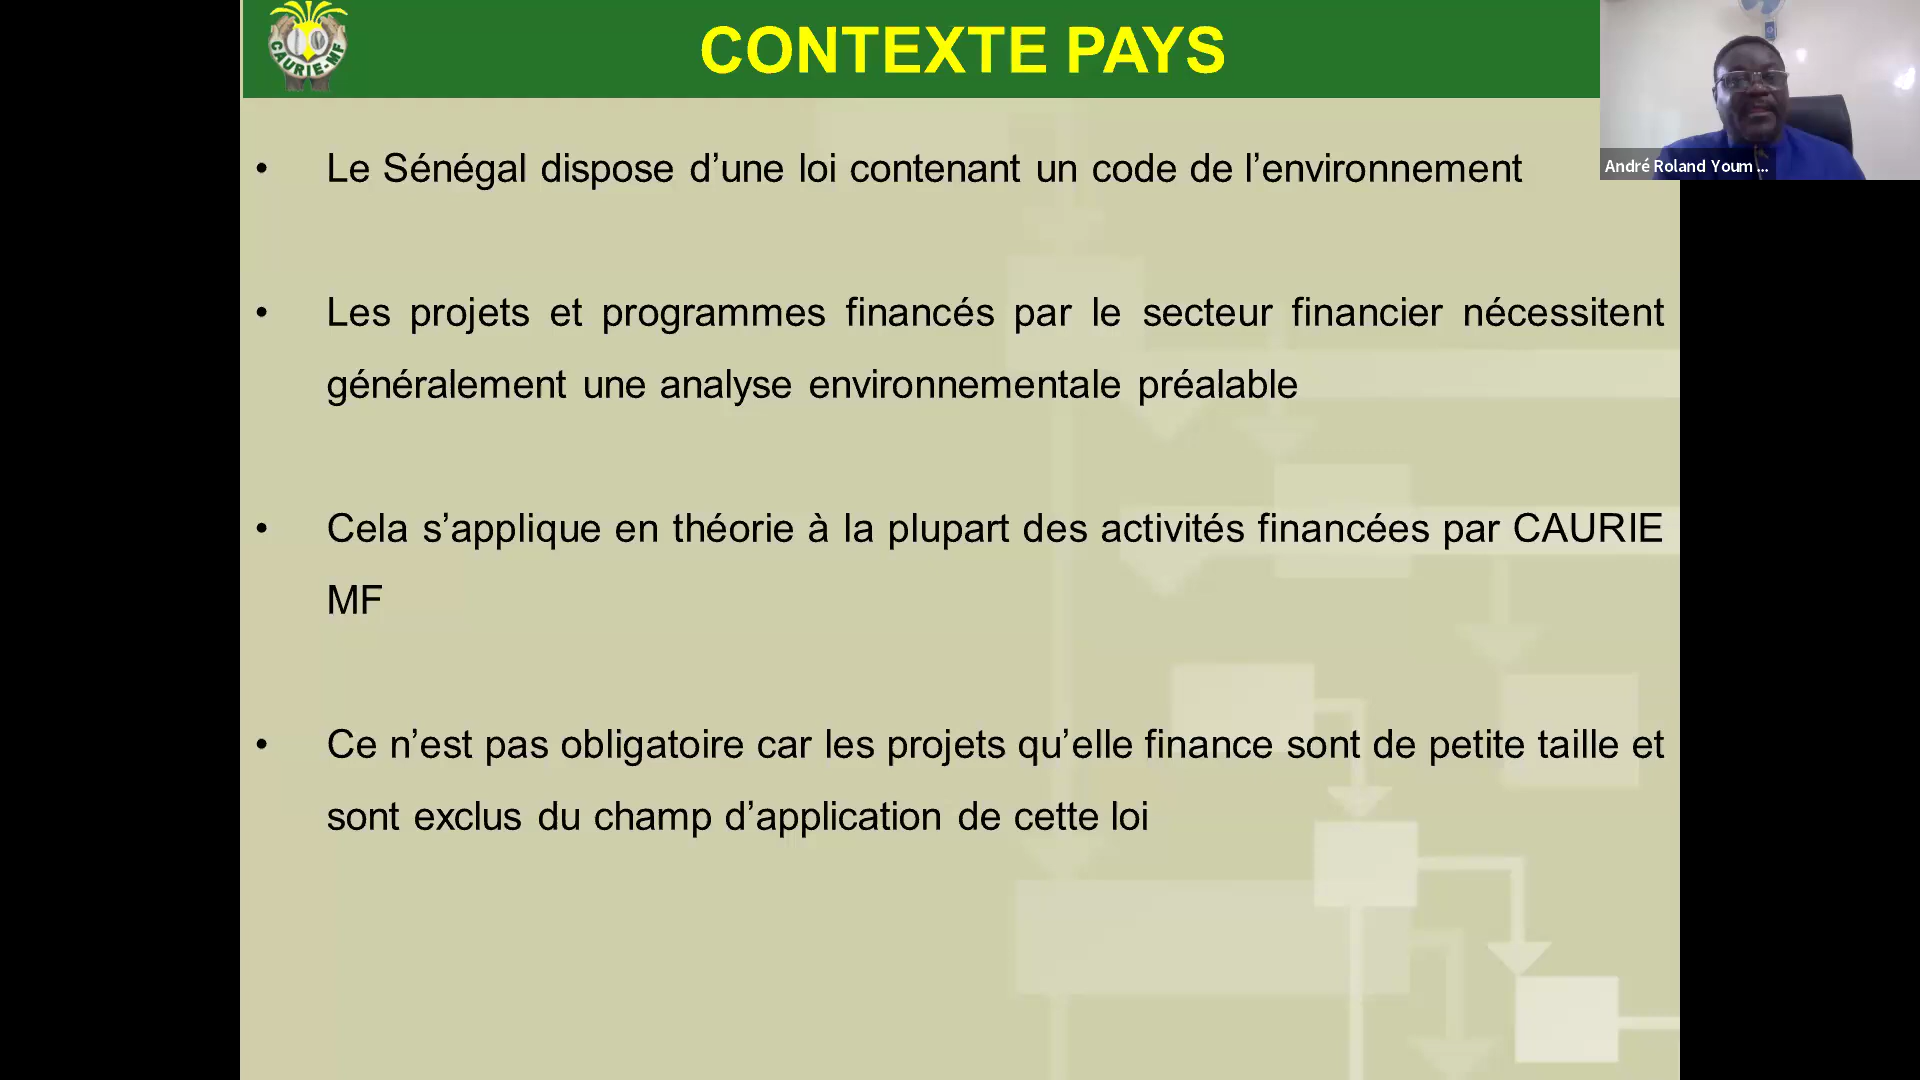 CAURIE-MF
CONTEXTE PAYS
André Roland Youm ...
• Le Sénégal dispose d’une loi contenant un code de l’environnement
• Les projets et programmes financés par le secteur financier nécessitent
généralement une analyse environnementale préalable
• Cela s’applique en théorie à la plupart des activités financées par CAURIE
MF
• Ce n’est pas obligatoire car les projets qu’elle finance sont de petite taille et
sont exclus du champ d’application de cette loi